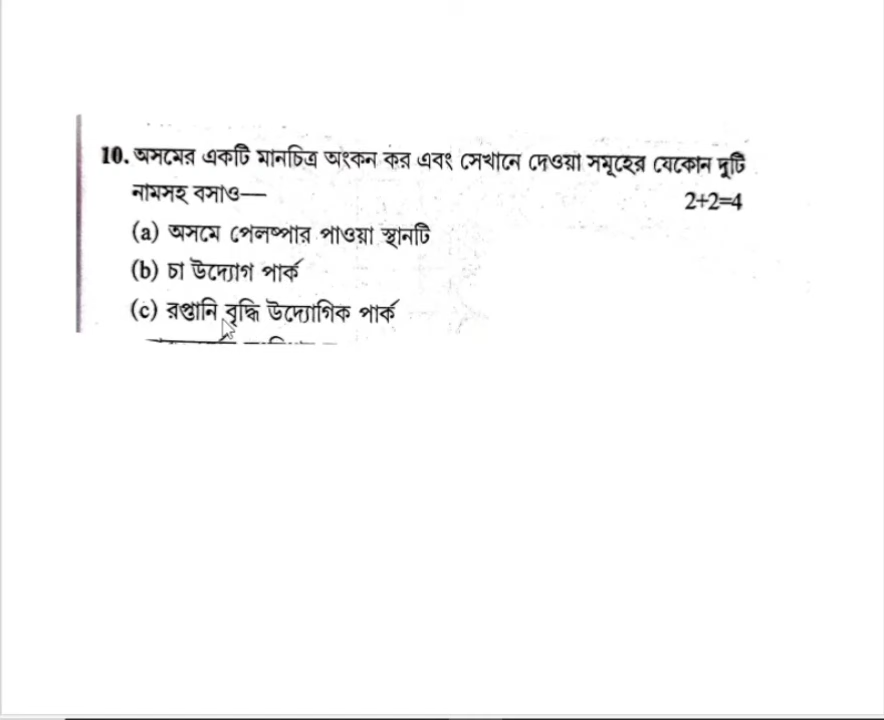 10. অসমের একটি মানচিত্র অংকন কর এবং সেখানে দেওয়া সমূহের যেকোন দুটি
নামসহ বসাও—
2+2=4
(a) অসমে পেলষ্পার পাওয়া স্থানটি
(b) চা উদ্যোগ পার্ক
(c) রপ্তানি বৃদ্ধি উদ্যোগিক পার্ক